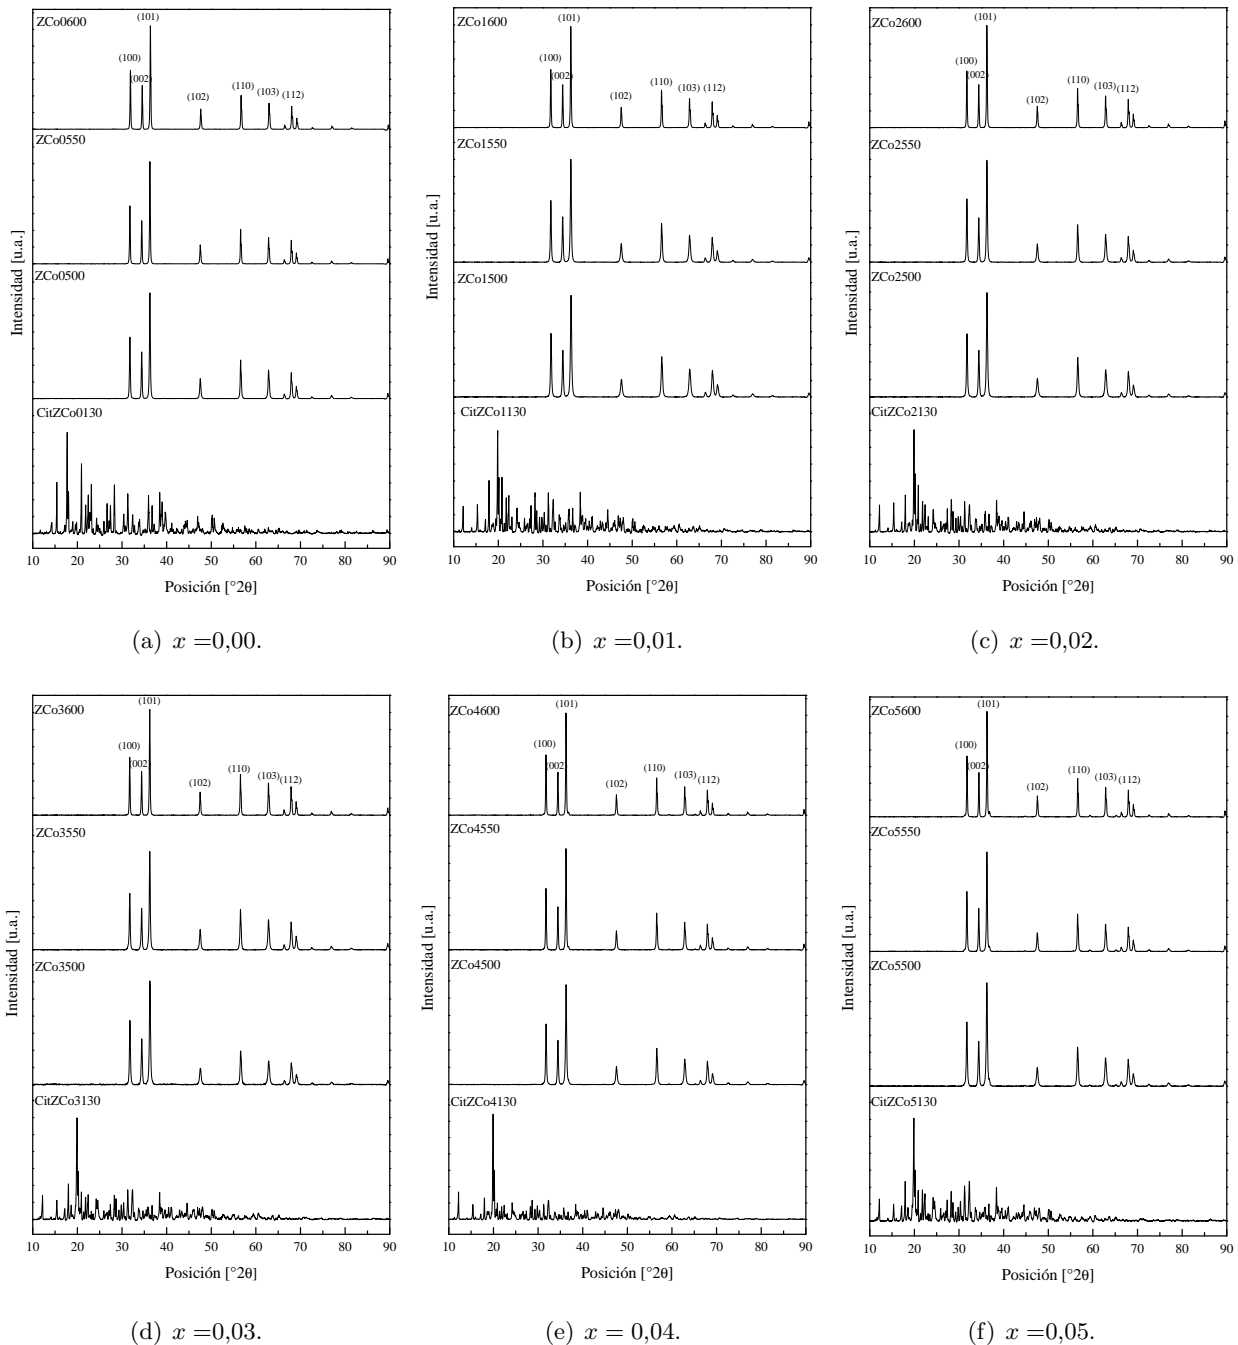 ZCo0600
(101)
(100)
(002)
(102)
(110)
(103)
(112)
ZCo0550
ZCo0500
CitZCo0130
Intensidad [u.a.]
10 20 30 40 50 60 70 80 90
Posición [°2θ]
(a) x =0,00.
ZCo1600
(101)
(100)
(002)
(102)
(110)
(103)
(112)
ZCo1550
ZCo1500
CitZCo1130
Intensidad [u.a.]
10 20 30 40 50 60 70 80 90
Posición [°2θ]
(b) x =0,01.
ZCo2600
(101)
(100)
(002)
(102)
(110)
(103)
(112)
ZCo2550
ZCo2500
CitZCo2130
Intensidad [u.a.]
10 20 30 40 50 60 70 80 90
Posición [°2θ]
(c) x =0,02.
ZCo3600
(101)
(100)
(002)
(102)
(110)
(103)
(112)
ZCo3550
ZCo3500
CitZCo3130
Intensidad [u.a.]
10 20 30 40 50 60 70 80 90
Posición [°2θ]
(d) x =0,03.
ZCo4600
(101)
(100)
(002)
(102)
(110)
(103)
(112)
ZCo4550
ZCo4500
CitZCo4130
Intensidad [u.a.]
10 20 30 40 50 60 70 80 90
Posición [°2θ]
(e) x = 0,04.
ZCo5600
(101)
(100)
(002)
(102)
(110)
(103)
(112)
ZCo5550
ZCo5500
CitZCo5130
Intensidad [u.a.]
10 20 30 40 50 60 70 80 90
Posición [°2θ]
(f) x =0,05.